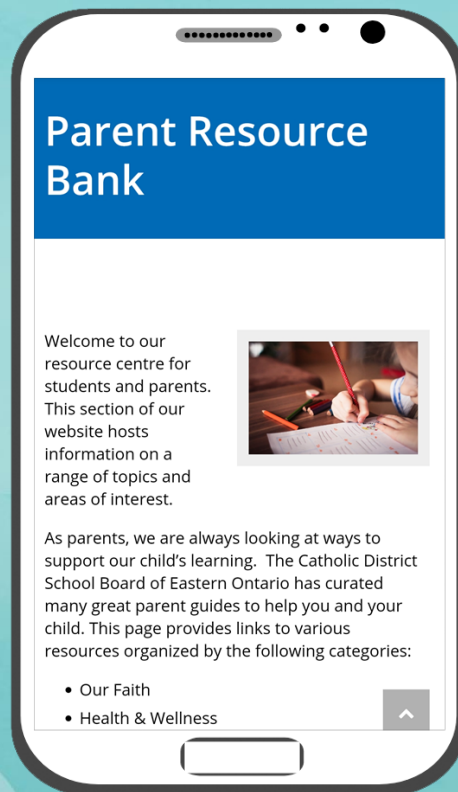 Parent Resource
Bank
Welcome to our
resource centre for
students and parents.
This section of our
website hosts
information on a
range of topics and
areas of interest.
As parents, we are always looking at ways to
support our child’s learning.  The Catholic District
School Board of Eastern Ontario has curated
many great parent guides to help you and your
child. This page provides links to various
resources organized by the following categories:
• Our Faith
• Health & Wellness